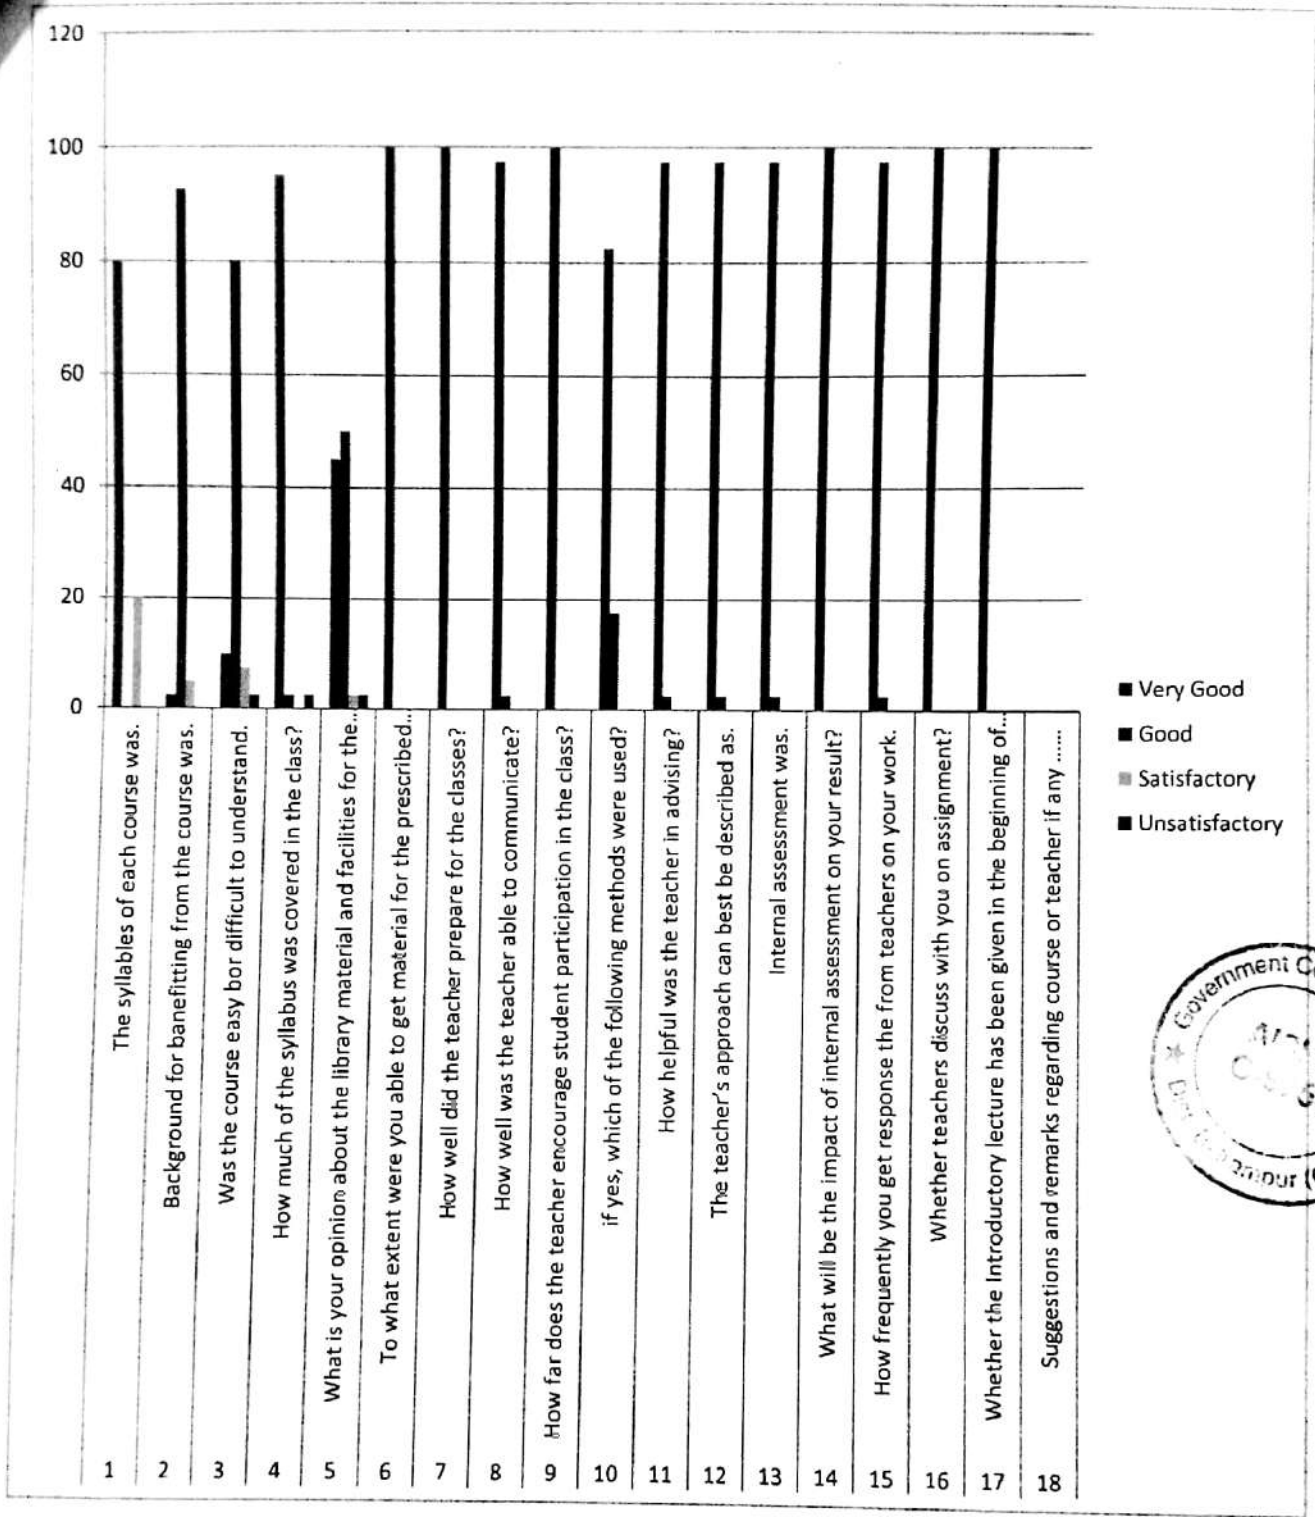 120
100
80
60
40
20
0
Very Good
Good
Satisfactory
Unsatisfactory
The syllables of each course was.
Background for banefitting from the course was.
Was the course easy bor difficult to understand.
How much of the syllabus was covered in the class?
What is your opinion about the library material and facilities for the...
To what extent were you able to get material for the prescribed...
How well did the teacher prepare for the classes?
How well was the teacher able to communicate?
How far does the teacher encourage student participation in the class?
if yes, which of the following methods were used?
How helpful was the teacher in advising?
The teacher's approach can best be described as.
Internal assessment was.
What will be the impact of internal assessment on your result?
How frequently you get response the from teachers on your work.
Whether teachers discuss with you on assignment?
Whether the Introductory lecture has been given in the beginning of...
Suggestions and remarks regarding course or teacher if any .......
1 2 3 4 5 6 7 8 9 10 11 12 13 14 15 16 17 18
Government